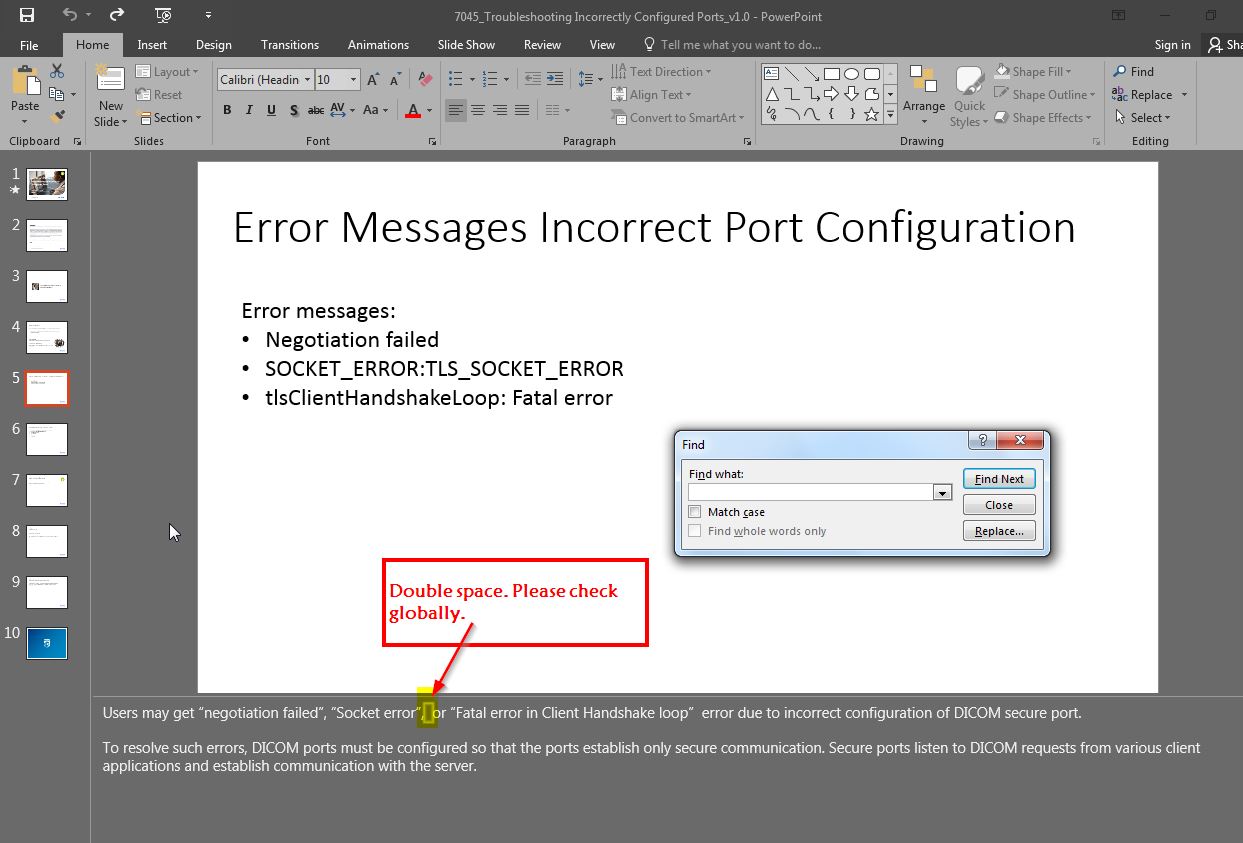 7045_Troubleshooting Incorrectly Configured Ports_v1.0 - PowerPoint
File Home Insert Design Transitions Animations Slide Show Review View Tell me what you want to do... Sign in Sha
Paste
Clipboard
New Slide
Layout
Reset
Section
Slides
Calibri (Headin 10
B I U S abc AV Aa A
Font
Text Direction
Align Text
Convert to SmartArt
Paragraph
Arrange
Quick Styles
Shape Fill
Shape Outline
Shape Effects
Drawing
Find
Replace
Select
Editing
1
2
3
4
5
6
7
8
9
10
Error Messages Incorrect Port Configuration
Error messages:
• Negotiation failed
• SOCKET_ERROR:TLS_SOCKET_ERROR
• tlsClientHandshakeLoop: Fatal error
Find
Find what:
Match case
Find whole words only
Find Next
Close
Replace...
Double space. Please check
globally.
Users may get “negotiation failed”, “Socket error”,  or “Fatal error in Client Handshake loop”  error due to incorrect configuration of DICOM secure port.
To resolve such errors, DICOM ports must be configured so that the ports establish only secure communication. Secure ports listen to DICOM requests from various client
applications and establish communication with the server.